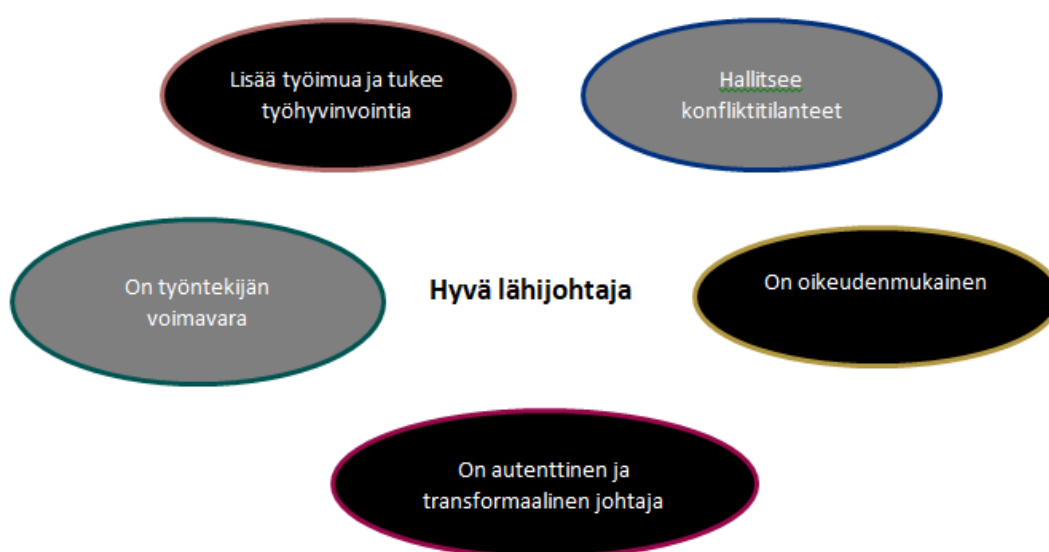 Lisää työimua ja tukee
työhyvinvointia
Hallitsee
konfliktitilanteet
On työntekijän
voimavara
Hyvä lähijohtaja
On oikeudenmukainen
On autenttinen ja
transformaalinen johtaja